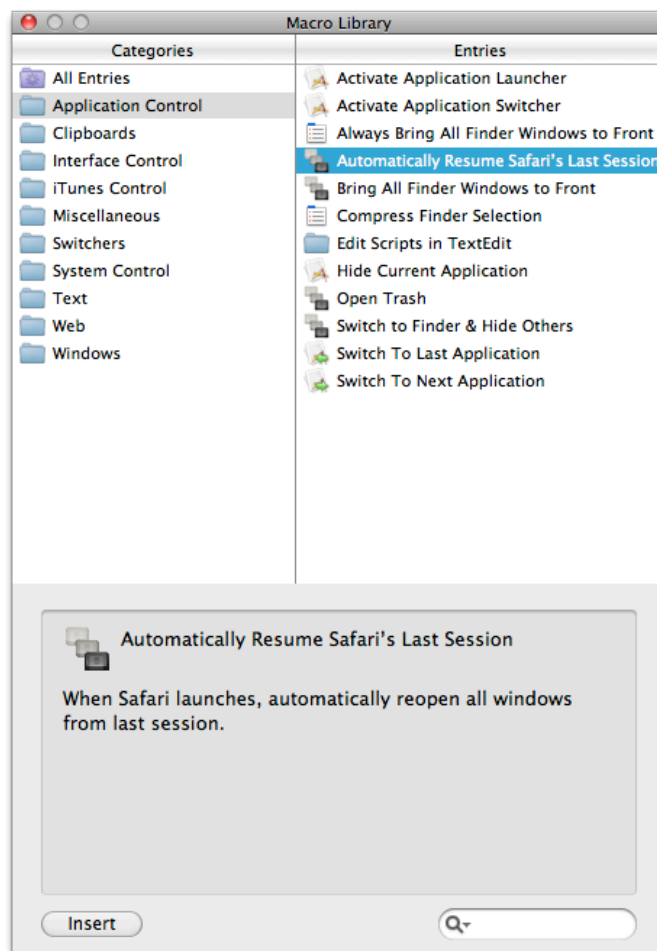 Macro Library
Categories
Entries
All Entries
Application Control
Clipboards
Interface Control
iTunes Control
Miscellaneous
Switchers
System Control
Text
Web
Windows
Activate Application Launcher
Activate Application Switcher
Always Bring All Finder Windows to Front
Automatically Resume Safari's Last Session
Bring All Finder Windows to Front
Compress Finder Selection
Edit Scripts in TextEdit
Hide Current Application
Open Trash
Switch to Finder & Hide Others
Switch To Last Application
Switch To Next Application
Automatically Resume Safari's Last Session
When Safari launches, automatically reopen all windows
from last session.
Insert